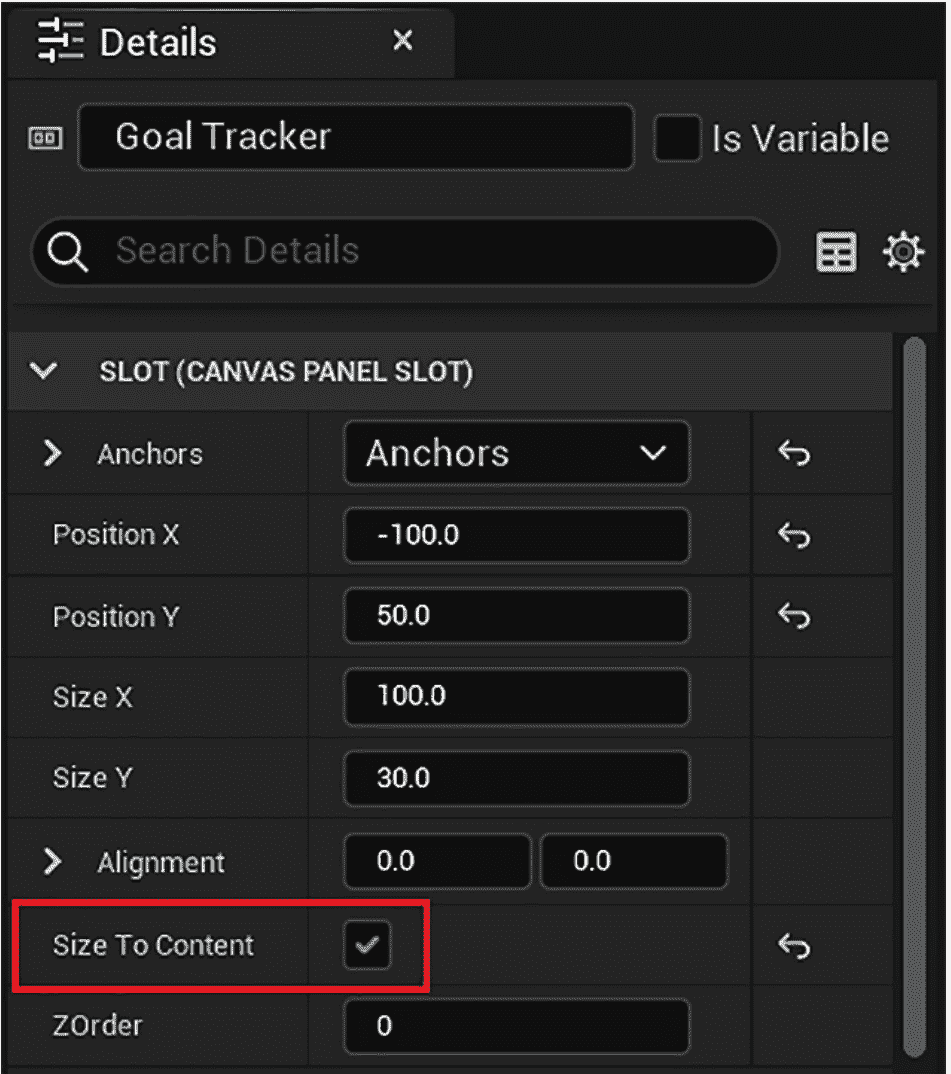 Details
Goal Tracker Is Variable
Search Details
SLOT (CANVAS PANEL SLOT)
Anchors Anchors
Position X -100.0
Position Y 50.0
Size X 100.0
Size Y 30.0
Alignment 0.0 0.0
Size To Content
ZOrder 0